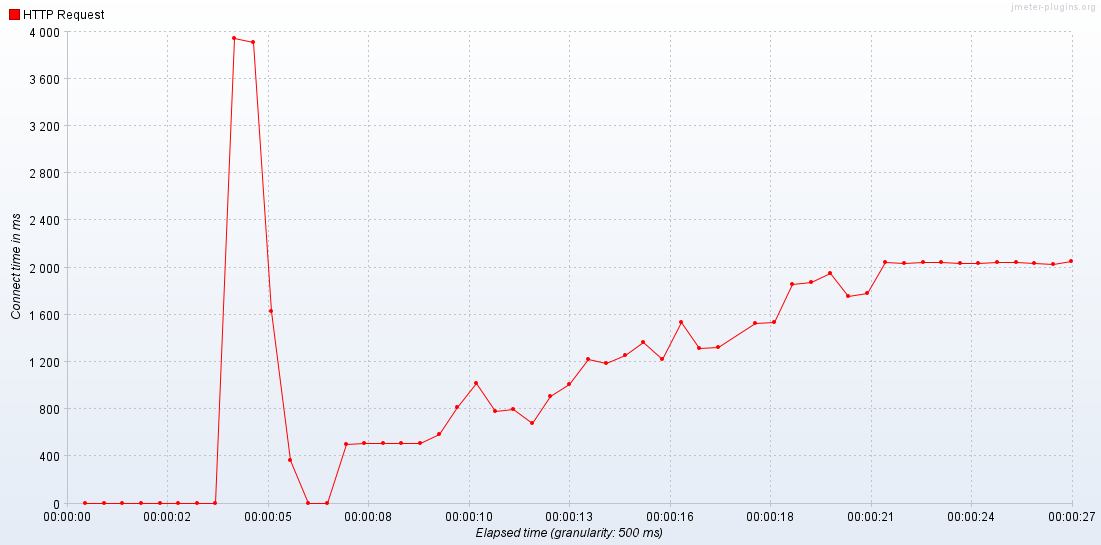 jmeter-plugins.org
HTTP Request
4 000
3 600
3 200
2 800
2 400
2 000
1 600
1 200
800
400
0
Connect time in ms
00:00:00 00:00:02 00:00:05 00:00:08 00:00:10 00:00:13 00:00:16 00:00:18 00:00:21 00:00:24 00:00:27
Elapsed time (granularity: 500 ms)